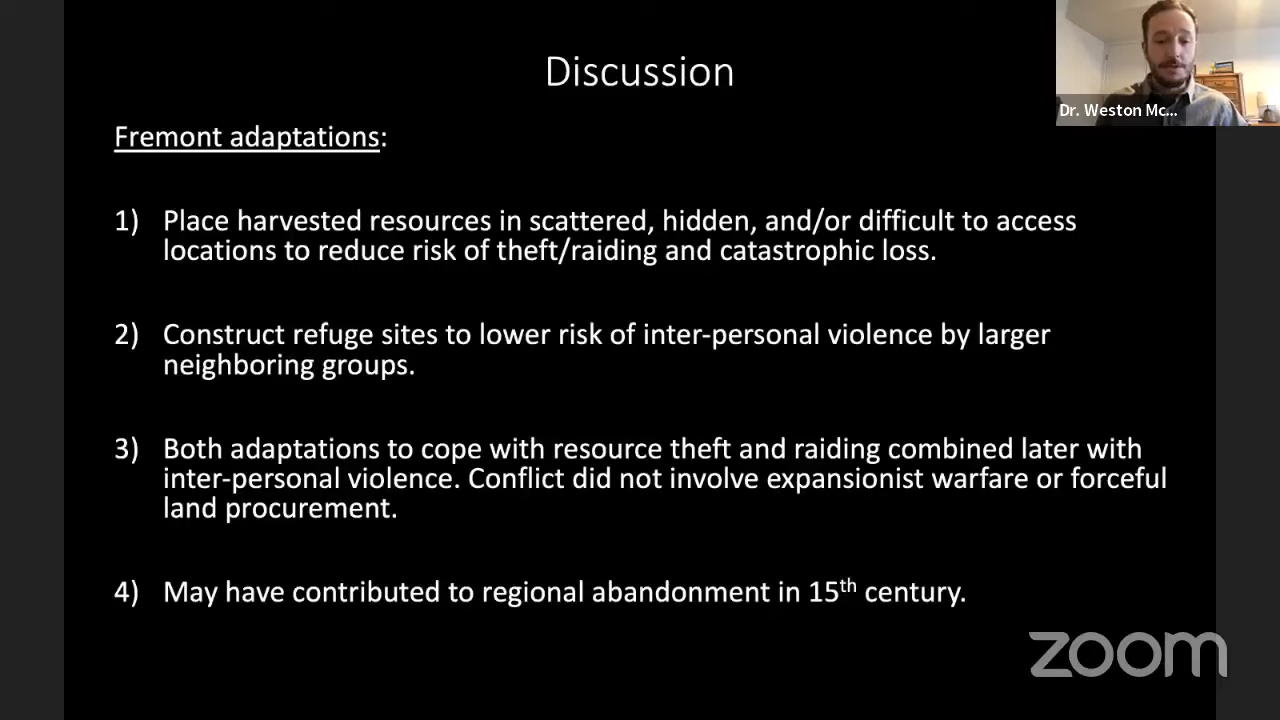 Discussion
Dr. Weston Mc...
Fremont adaptations:
1) Place harvested resources in scattered, hidden, and/or difficult to access
locations to reduce risk of theft/raiding and catastrophic loss.
2) Construct refuge sites to lower risk of inter-personal violence by larger
neighboring groups.
3) Both adaptations to cope with resource theft and raiding combined later with
inter-personal violence. Conflict did not involve expansionist warfare or forceful
land procurement.
4) May have contributed to regional abandonment in 15th century.
zoom